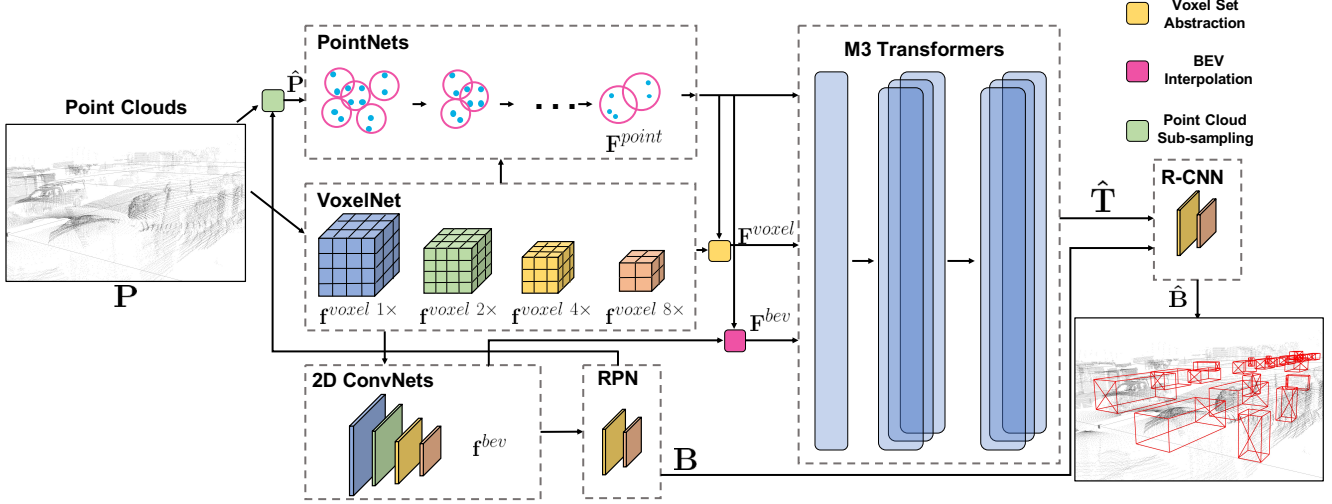 Voxel Set
Abstraction
BEV
Interpolation
Point Cloud
Sub-sampling
Point Clouds
P
P̂
PointNets
. . .
F^{point}
VoxelNet
f^{voxel 1×}
f^{voxel 2×}
f^{voxel 4×}
f^{voxel 8×}
F^{voxel}
F^{bev}
2D ConvNets
f^{bev}
RPN
B
M3 Transformers
T̂
R-CNN
B̂